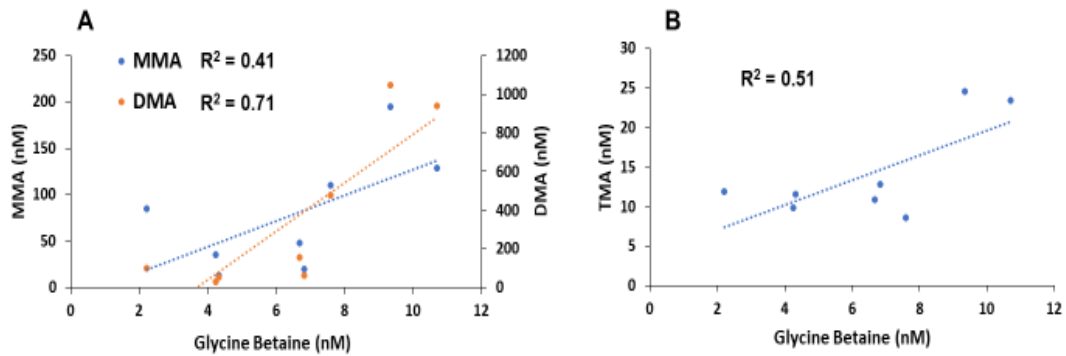 A
MMA R² = 0.41
DMA R² = 0.71
MMA (nM)
250
200
150
100
50
0
DMA (nM)
1200
1000
800
600
400
200
0
0 2 4 6 8 10 12
Glycine Betaine (nM)
B
R² = 0.51
TMA (nM)
30
25
20
15
10
5
0
0 2 4 6 8 10 12
Glycine Betaine (nM)